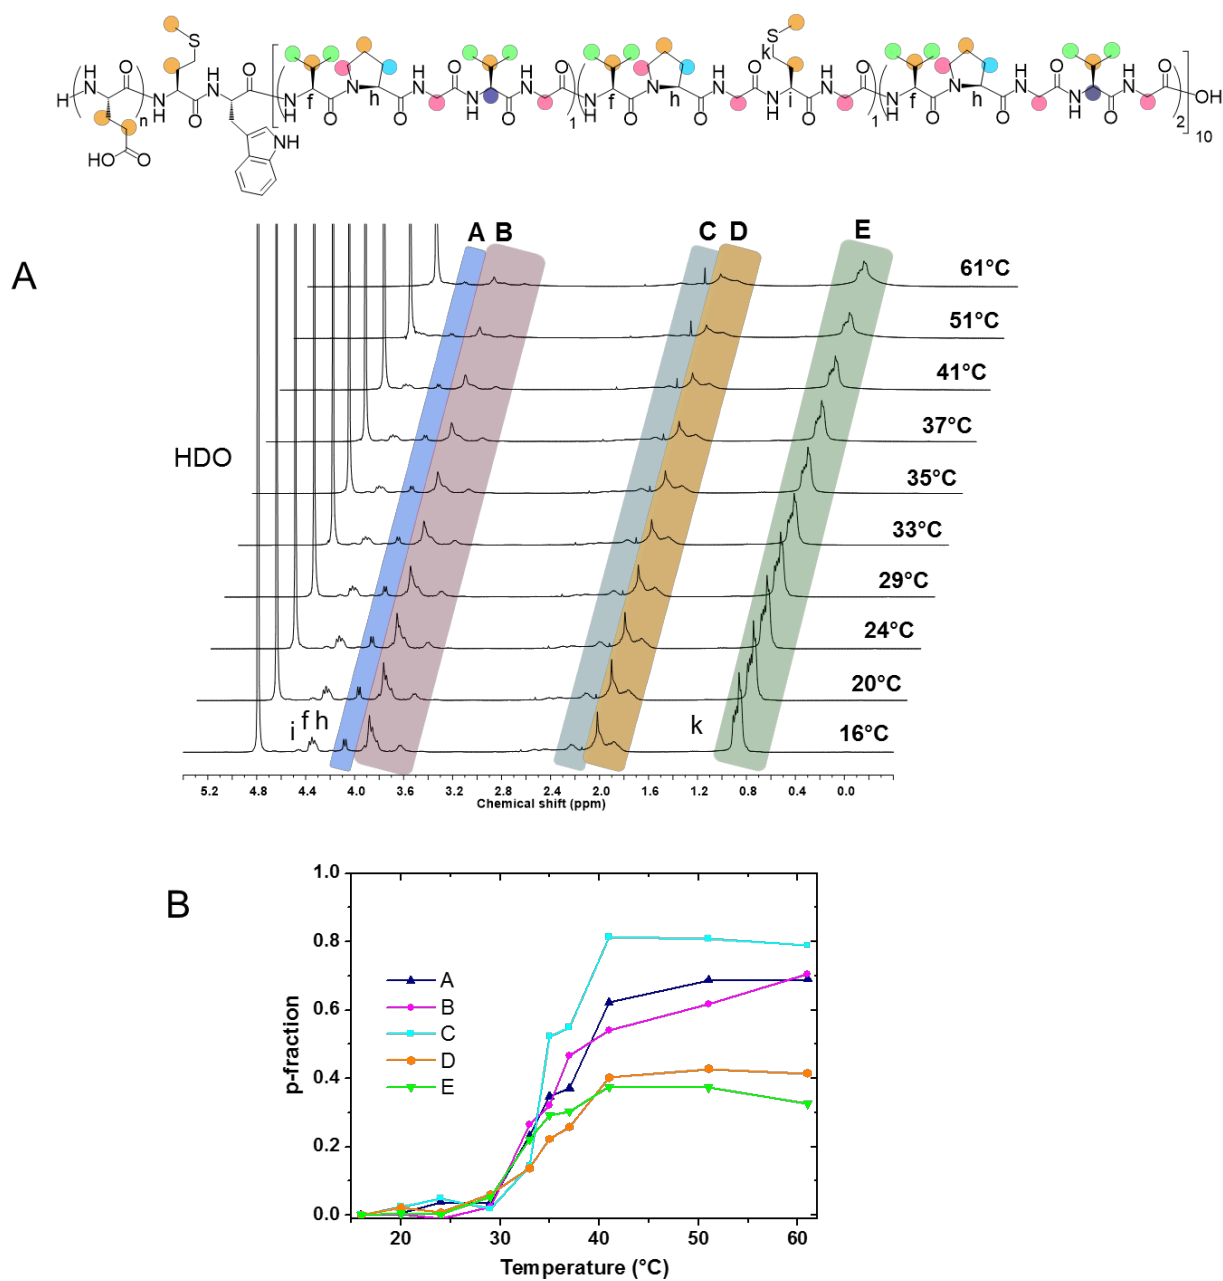 S
S
k
H
N
H
O
n
H
N
O
N
H
O
HO
O
NH
N
H
f
O
N
h
O
H
N
O
N
H
O
H
N
O
1
N
H
f
O
N
h
O
H
N
O
N
H
i
O
H
N
O
1
N
H
f
O
N
h
O
H
N
O
N
H
O
H
N
O
2
OH
10
A
A B C D E
61°C
51°C
41°C
37°C
HDO
35°C
33°C
29°C
24°C
20°C
i f h k 16°C
5.2 4.8 4.4 4.0 3.6 3.2 2.8 2.4 2.0 1.6 1.2 0.8 0.4 0.0
Chemical shift (ppm)
B
1.0
0.8
0.6
0.4
0.2
0.0
p-fraction
A
B
C
D
E
20 30 40 50 60
Temperature (°C)